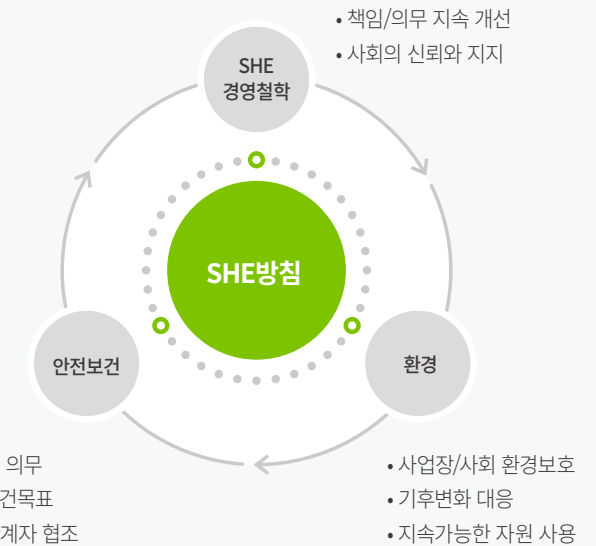 • 책임/의무 지속 개선
• 사회의 신뢰와 지지
SHE
경영철학
SHE방침
안전보건
환경
의무
건목표
계자 협조
• 사업장/사회 환경보호
• 기후변화 대응
• 지속가능한 자원 사용